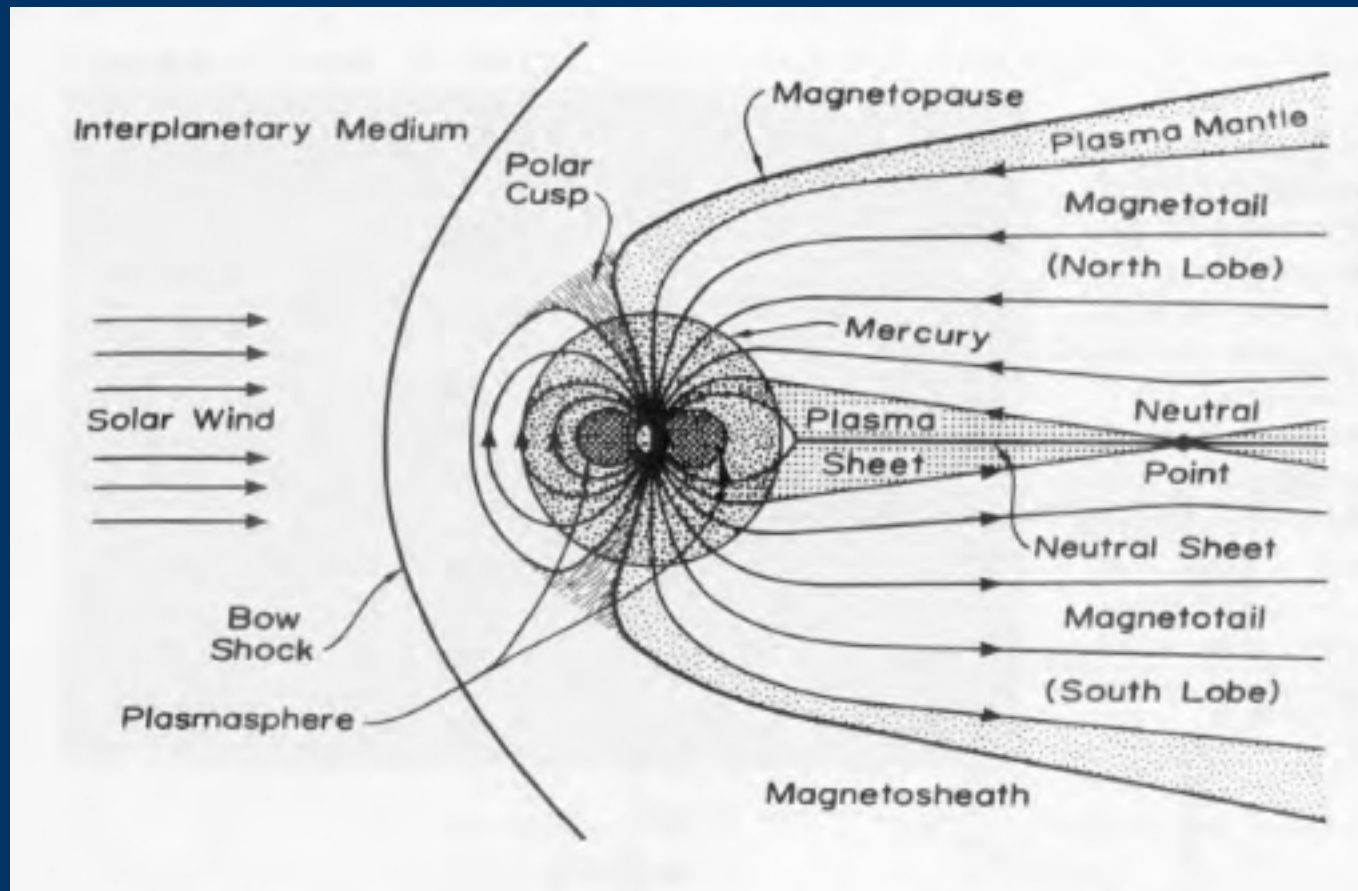 Interplanetary Medium
Magnetopause
Plasma Mantle
Polar
Cusp
Magnetotail
(North Lobe)
Mercury
Solar Wind
Plasma
Sheet
Neutral
Point
Neutral Sheet
Bow
Shock
Magnetotail
(South Lobe)
Plasmasphere
Magnetosheath